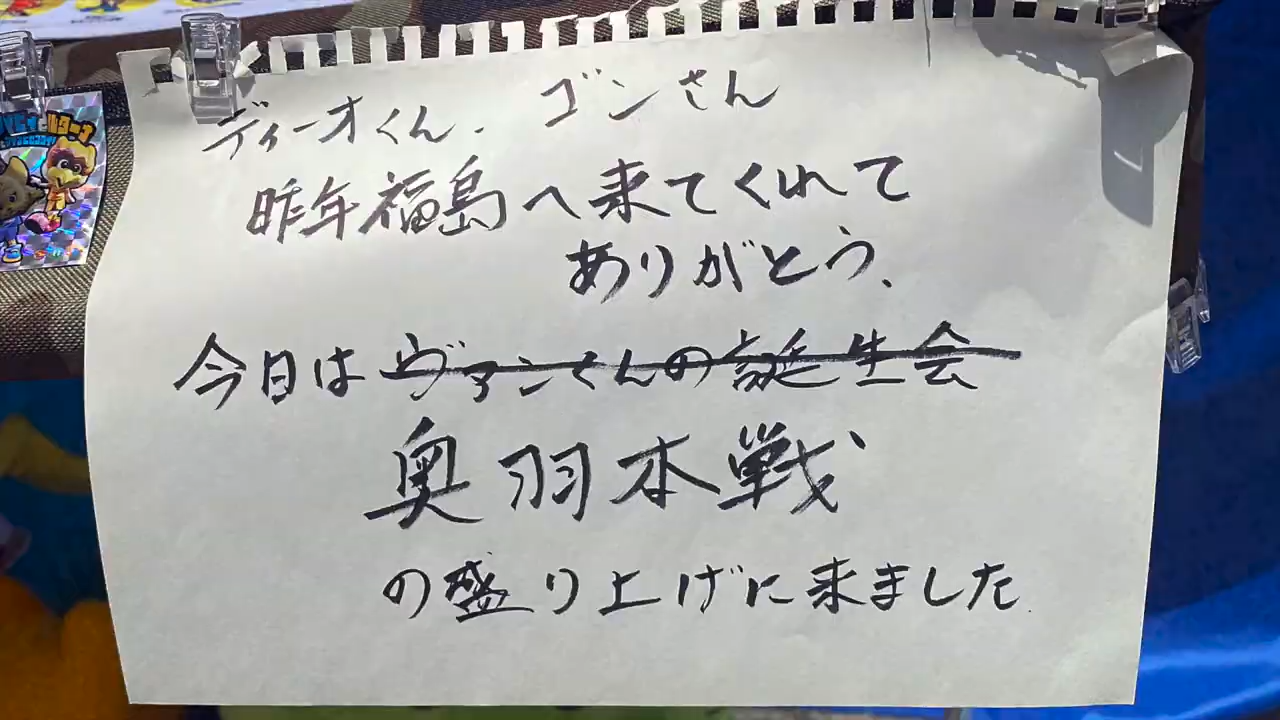 ディーオくん. ゴンさん
昨年福島へ来てくれて
ありがとう.
今日はヴァンさんの誕生会
奥羽本戦
の盛り上げに来ました.